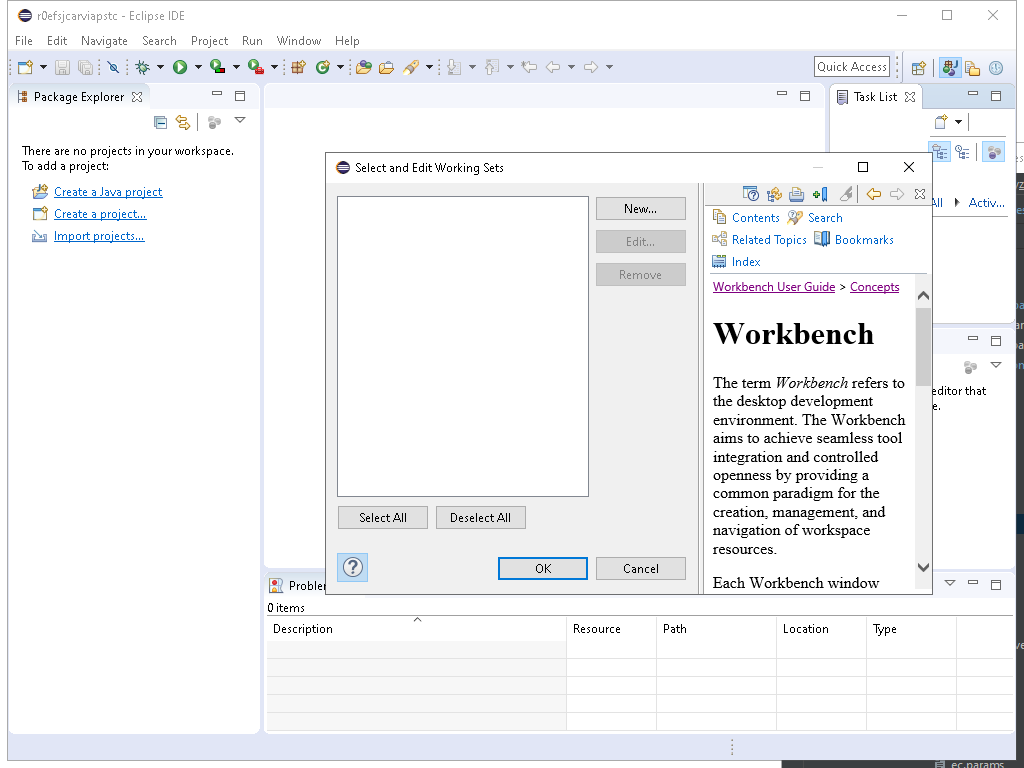 r0efsjcarviapstc - Eclipse IDE
File Edit Navigate Search Project Run Window Help
Quick Access
Package Explorer
Task List
There are no projects in your workspace.
To add a project:
Create a Java project
Create a project...
Import projects...
Select and Edit Working Sets
New...
Edit...
Remove
Select All
Deselect All
OK
Cancel
Contents
Search
Related Topics
Bookmarks
Index
Workbench User Guide > Concepts
Workbench
The term Workbench refers to
the desktop development
environment. The Workbench
aims to achieve seamless tool
integration and controlled
openness by providing a
common paradigm for the
creation, management, and
navigation of workspace
resources.
Each Workbench window
All
Activ...
editor that
e.
Problem
0 items
Description Resource Path Location Type
ec.params